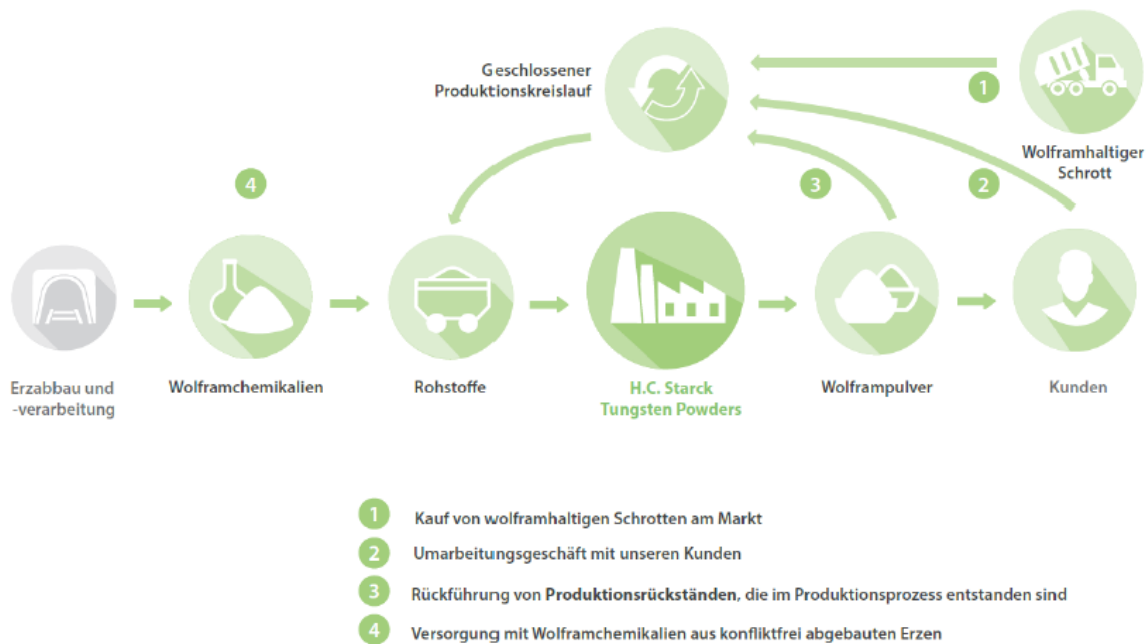 Geschlossener
Produktionskreislauf
1
Wolframhaltiger
Schrott
4
3
2
Erzabbau und
-verarbeitung
Wolframchemikalien
Rohstoffe
H.C. Starck
Tungsten Powders
Wolframpulver
Kunden
1 Kauf von wolframhaltigen Schrotten am Markt
2 Umarbeitungsgeschäft mit unseren Kunden
3 Rückführung von Produktionsrückständen, die im Produktionsprozess entstanden sind
4 Versorgung mit Wolframchemikalien aus konfliktfrei abgebauten Erzen